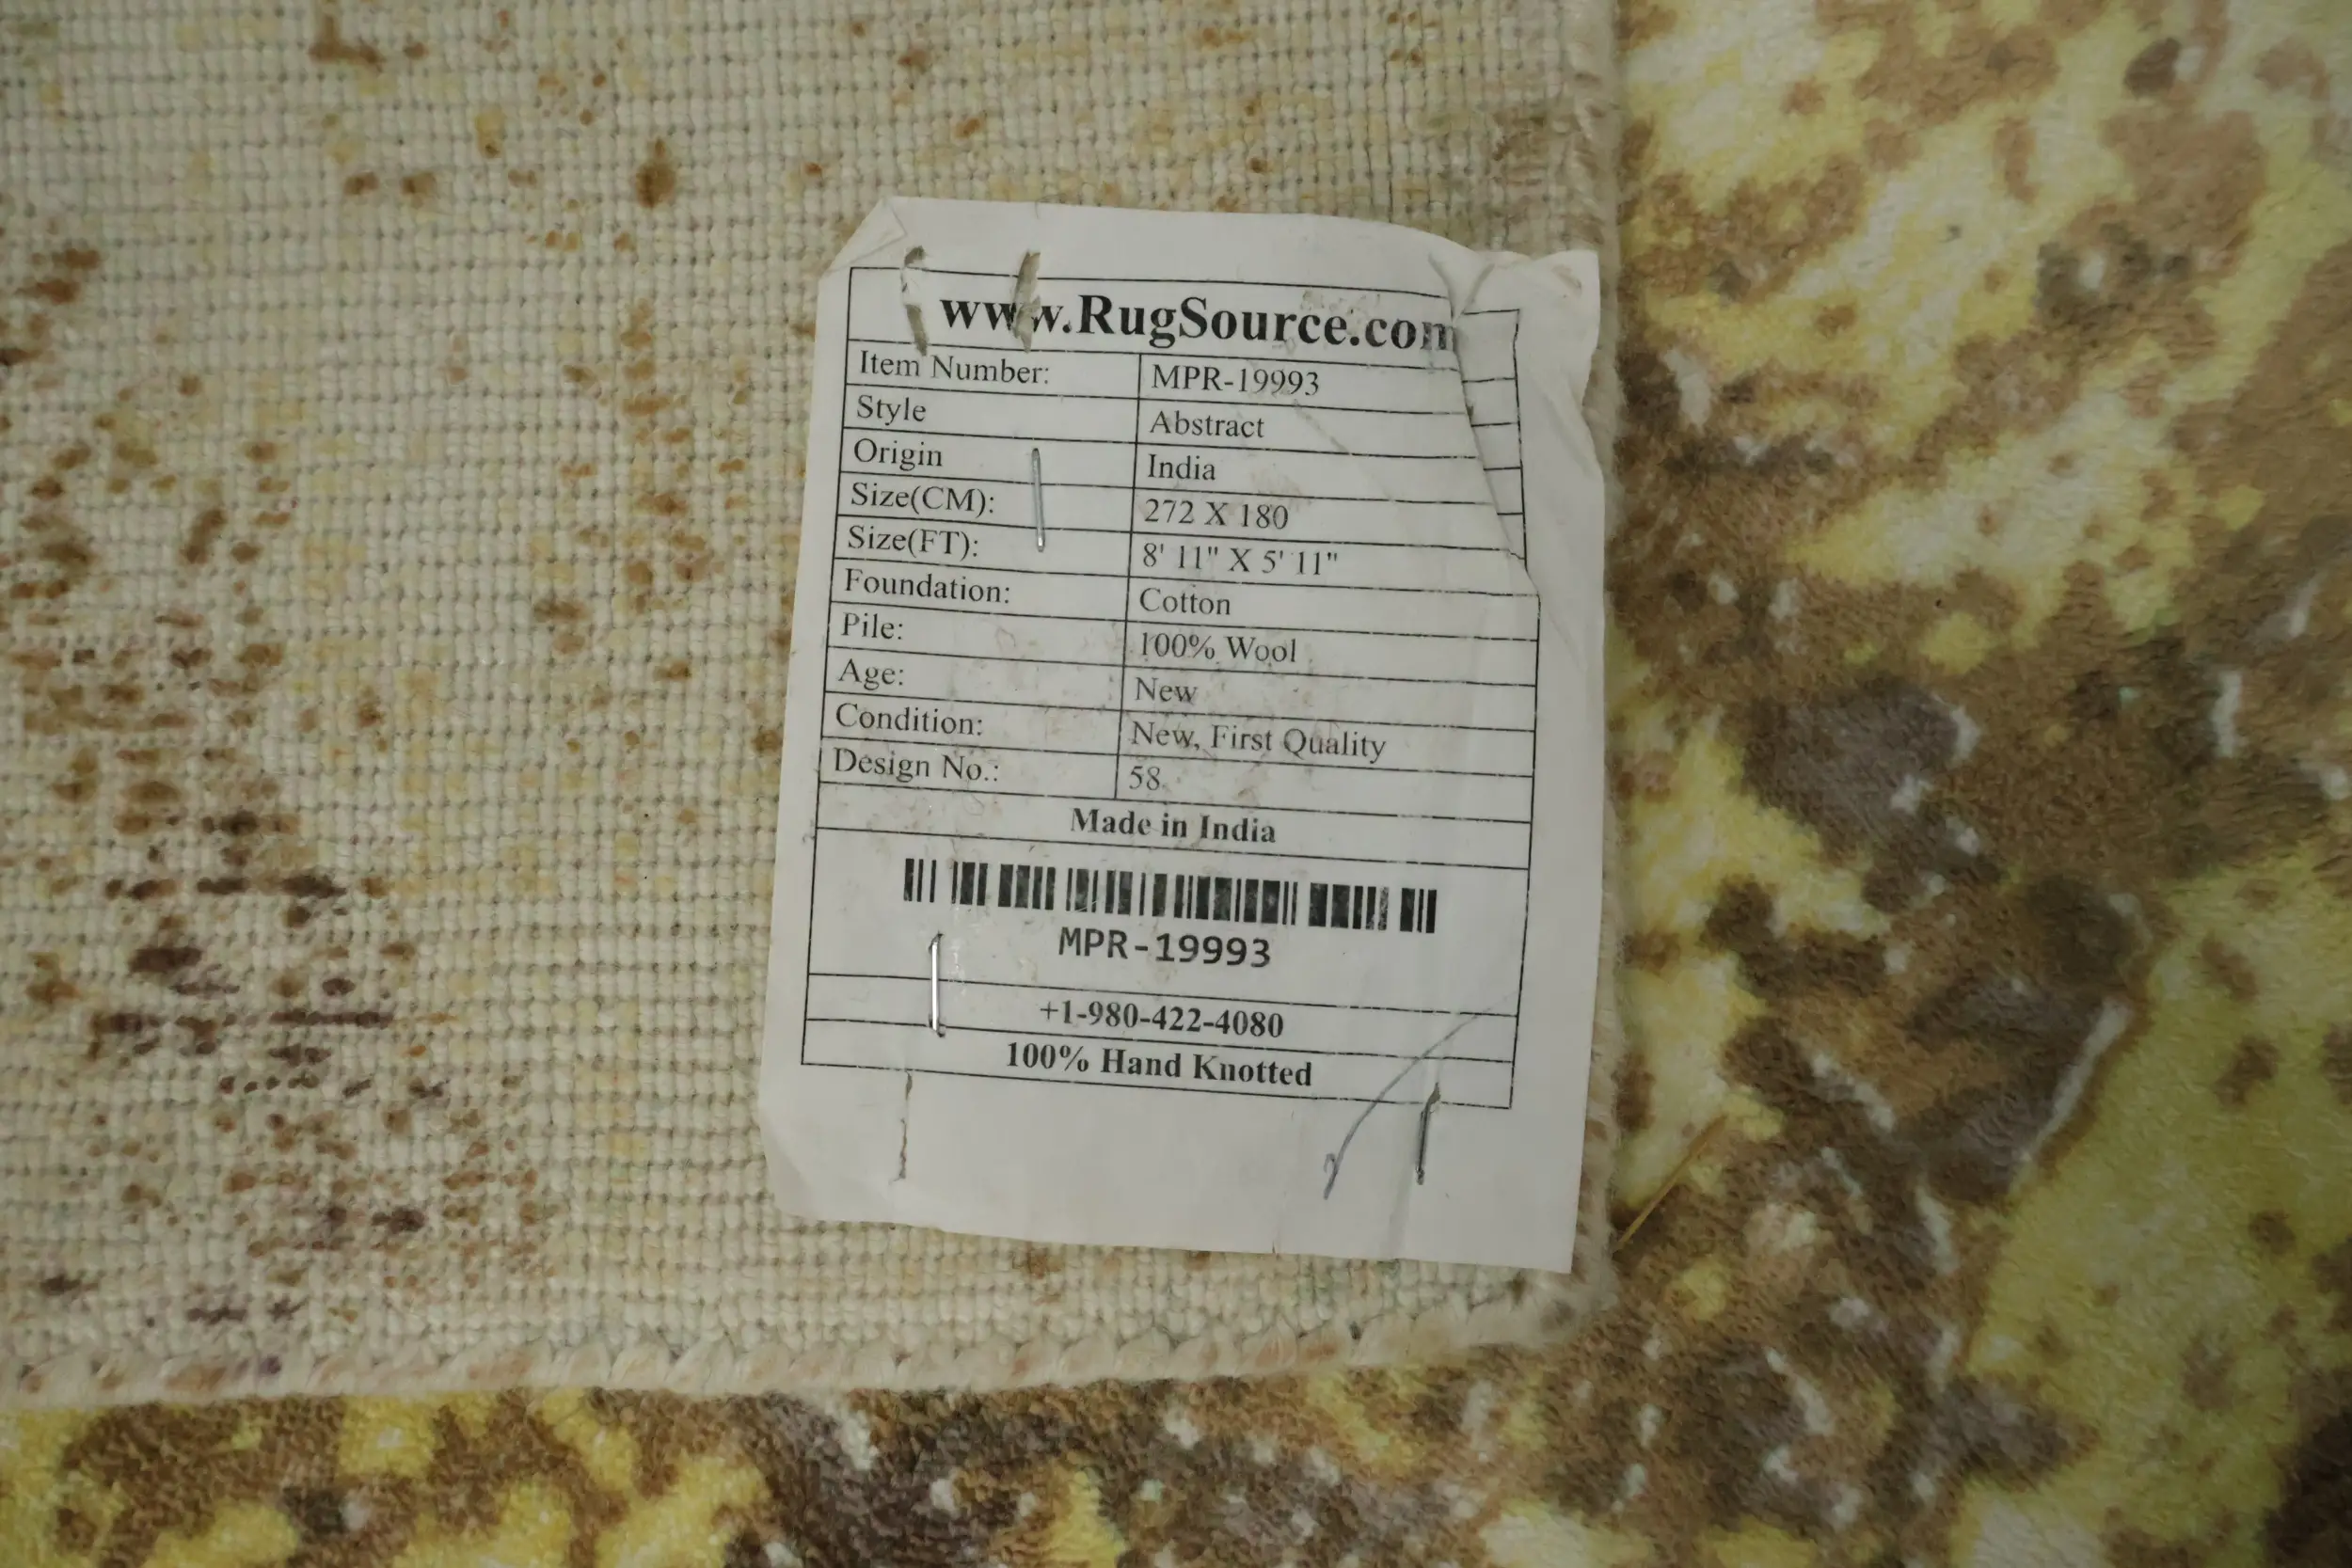 www.RugSource.com
Item Number: MPR-19993
Style Abstract
Origin India
Size(CM): 272 X 180
Size(FT): 8' 11" X 5' 11"
Foundation: Cotton
Pile: 100% Wool
Age: New
Condition: New, First Quality
Design No.: 58
Made in India
MPR-19993
+1-980-422-4080
100% Hand Knotted